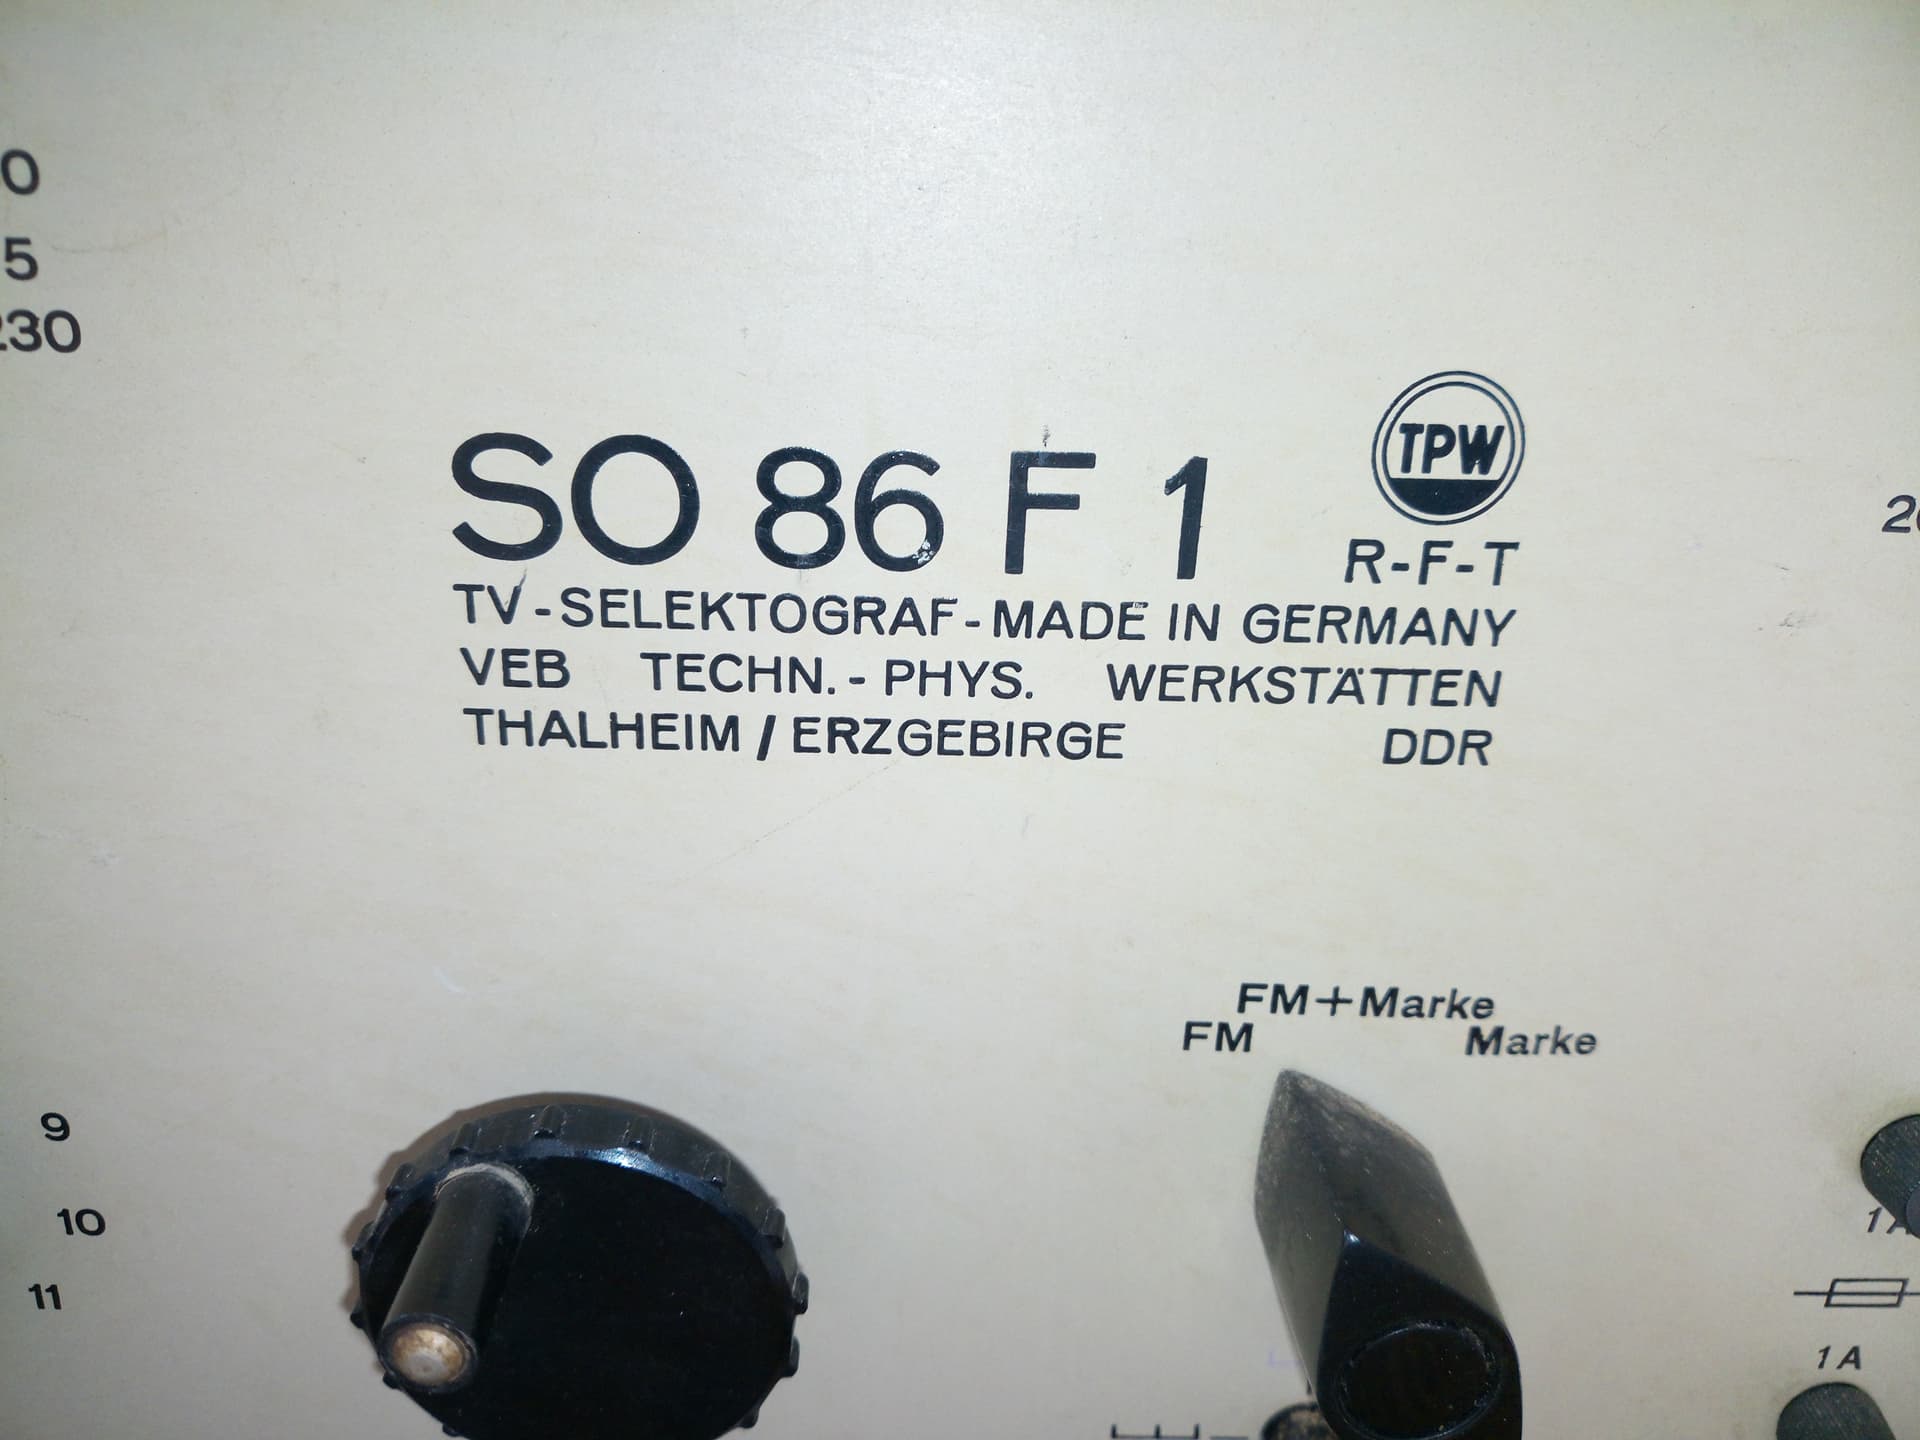 0
5
230
TPW
SO 86 F 1
R-F-T
TV-SELEKTOGRAF-MADE IN GERMANY
VEB TECHN.-PHYS. WERKSTÄTTEN
THALHEIM / ERZGEBIRGE DDR
FM+Marke
FM Marke
9
10
11
1A
1A